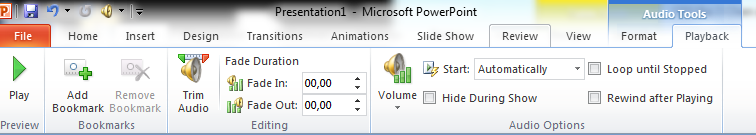 Presentation1 - Microsoft PowerPoint
Audio Tools
File Home Insert Design Transitions Animations Slide Show Review View Format Playback
Play
Add Bookmark
Remove Bookmark
Trim Audio
Fade Duration
Fade In: 00,00
Fade Out: 00,00
Volume
Start: Automatically
Hide During Show
Loop until Stopped
Rewind after Playing
Preview Bookmarks Editing Audio Options